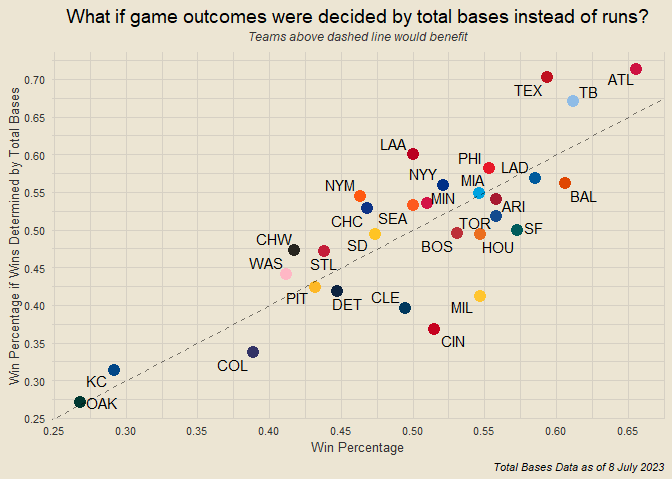 What if game outcomes were decided by total bases instead of runs?
Teams above dashed line would benefit
Win Percentage if Wins Determined by Total Bases
0.70
0.65
0.60
0.55
0.50
0.45
0.40
0.35
0.30
0.25
ATL
TEX
TB
LAA
PHI
LAD
NYY
MIA
NYM
BAL
MIN
ARI
CHC
SEA
TOR
SF
CHW
SD
BOS
HOU
WAS
STL
PIT
DET
CLE
MIL
CIN
COL
KC
OAK
0.25 0.30 0.35 0.40 0.45 0.50 0.55 0.60 0.65
Win Percentage
Total Bases Data as of 8 July 2023